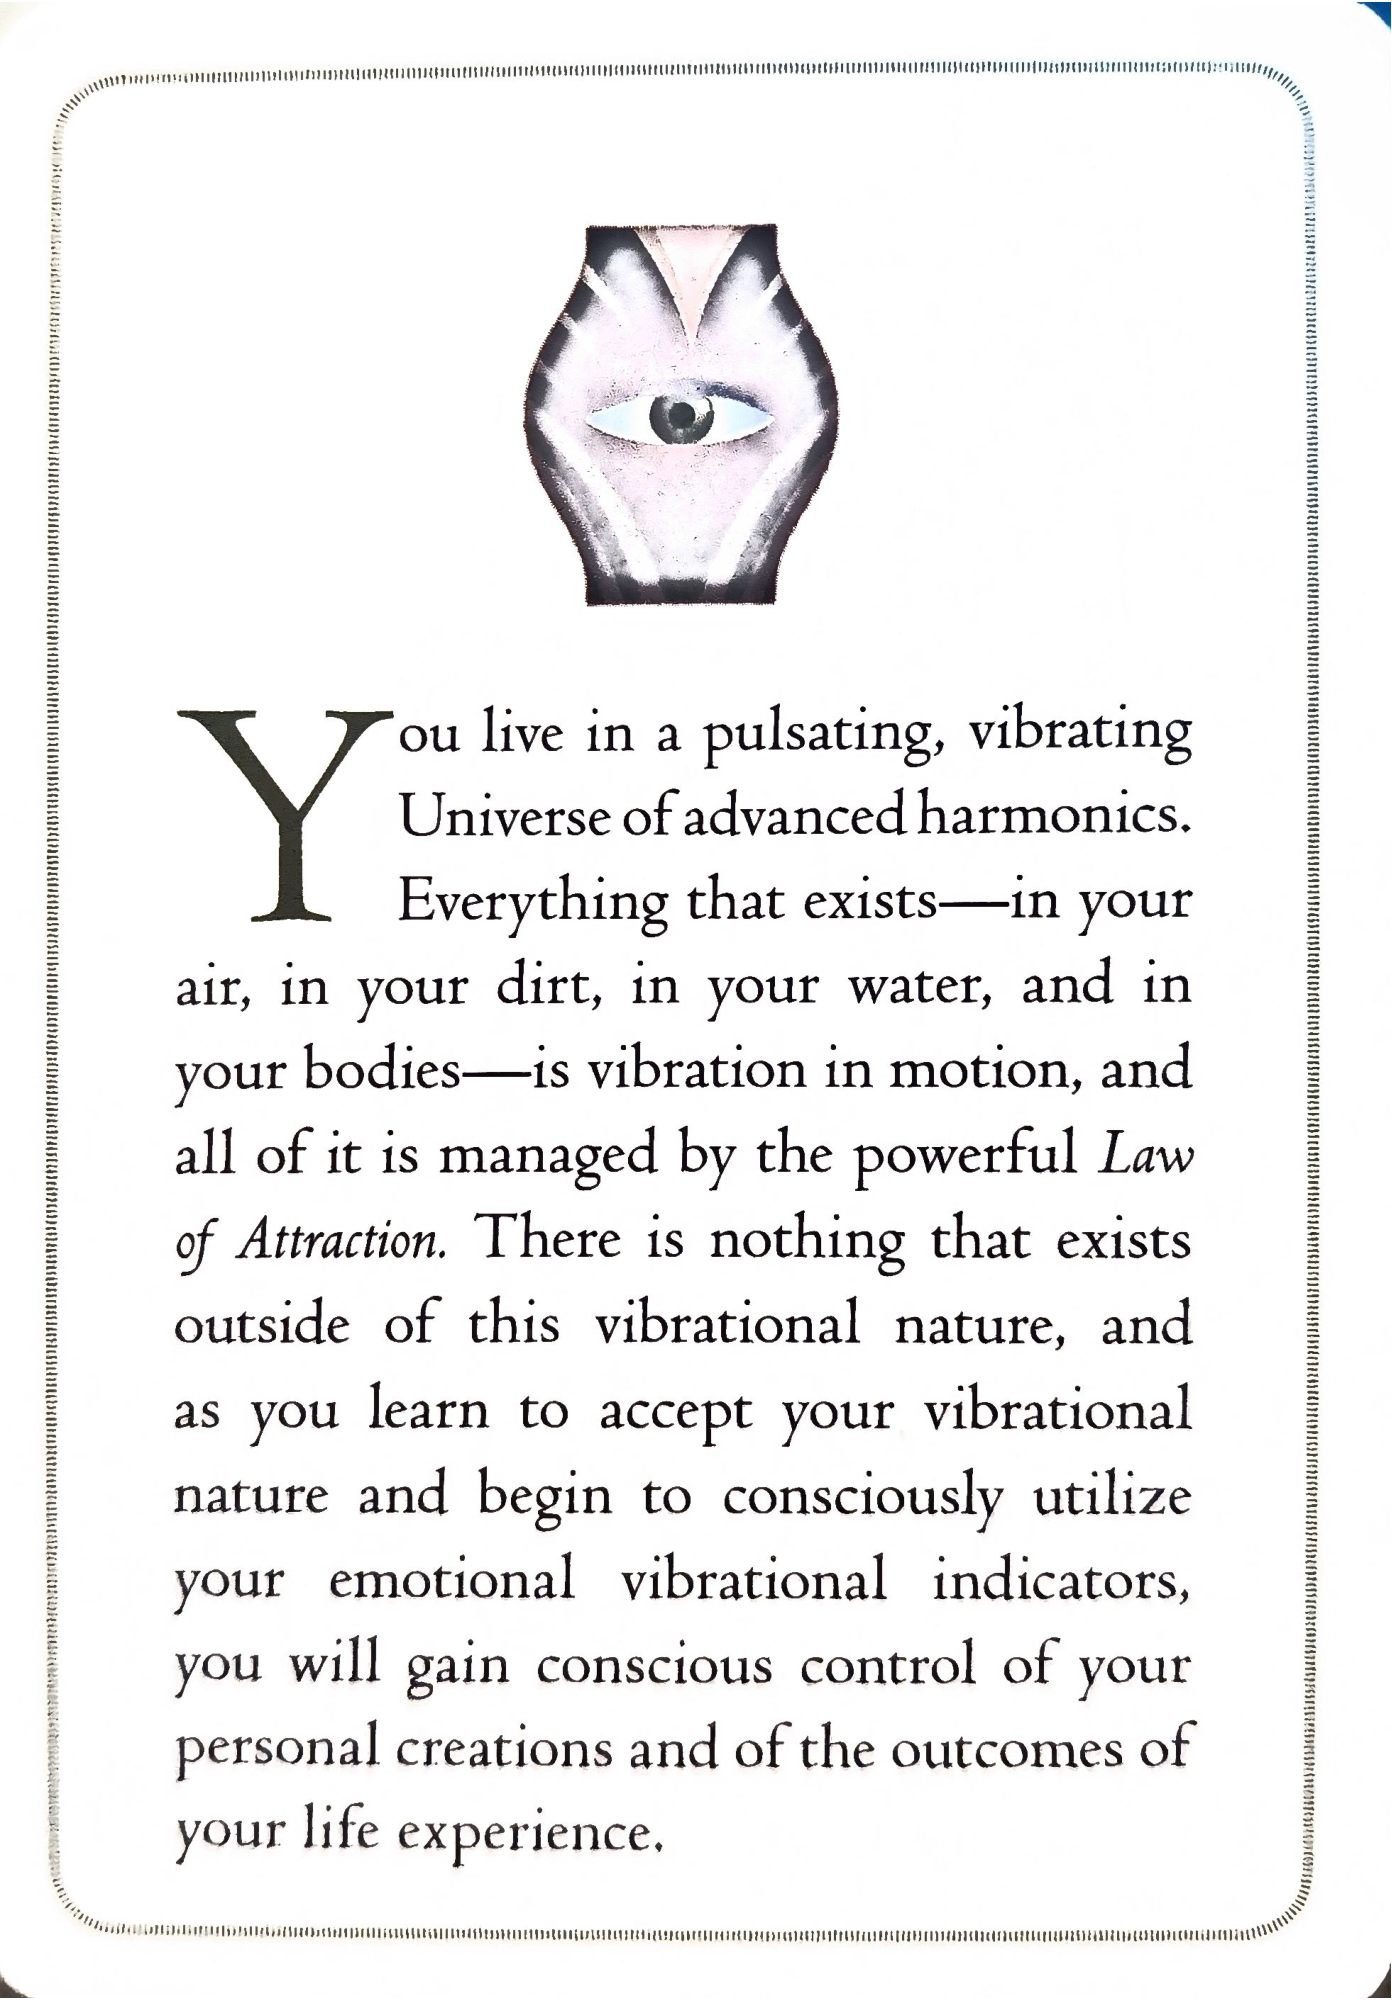 You live in a pulsating, vibrating
Universe of advanced harmonics.
Everything that exists—in your
air, in your dirt, in your water, and in
your bodies—is vibration in motion, and
all of it is managed by the powerful Law
of Attraction. There is nothing that exists
outside of this vibrational nature, and
as you learn to accept your vibrational
nature and begin to consciously utilize
your emotional vibrational indicators,
you will gain conscious control of your
personal creations and of the outcomes of
your life experience.